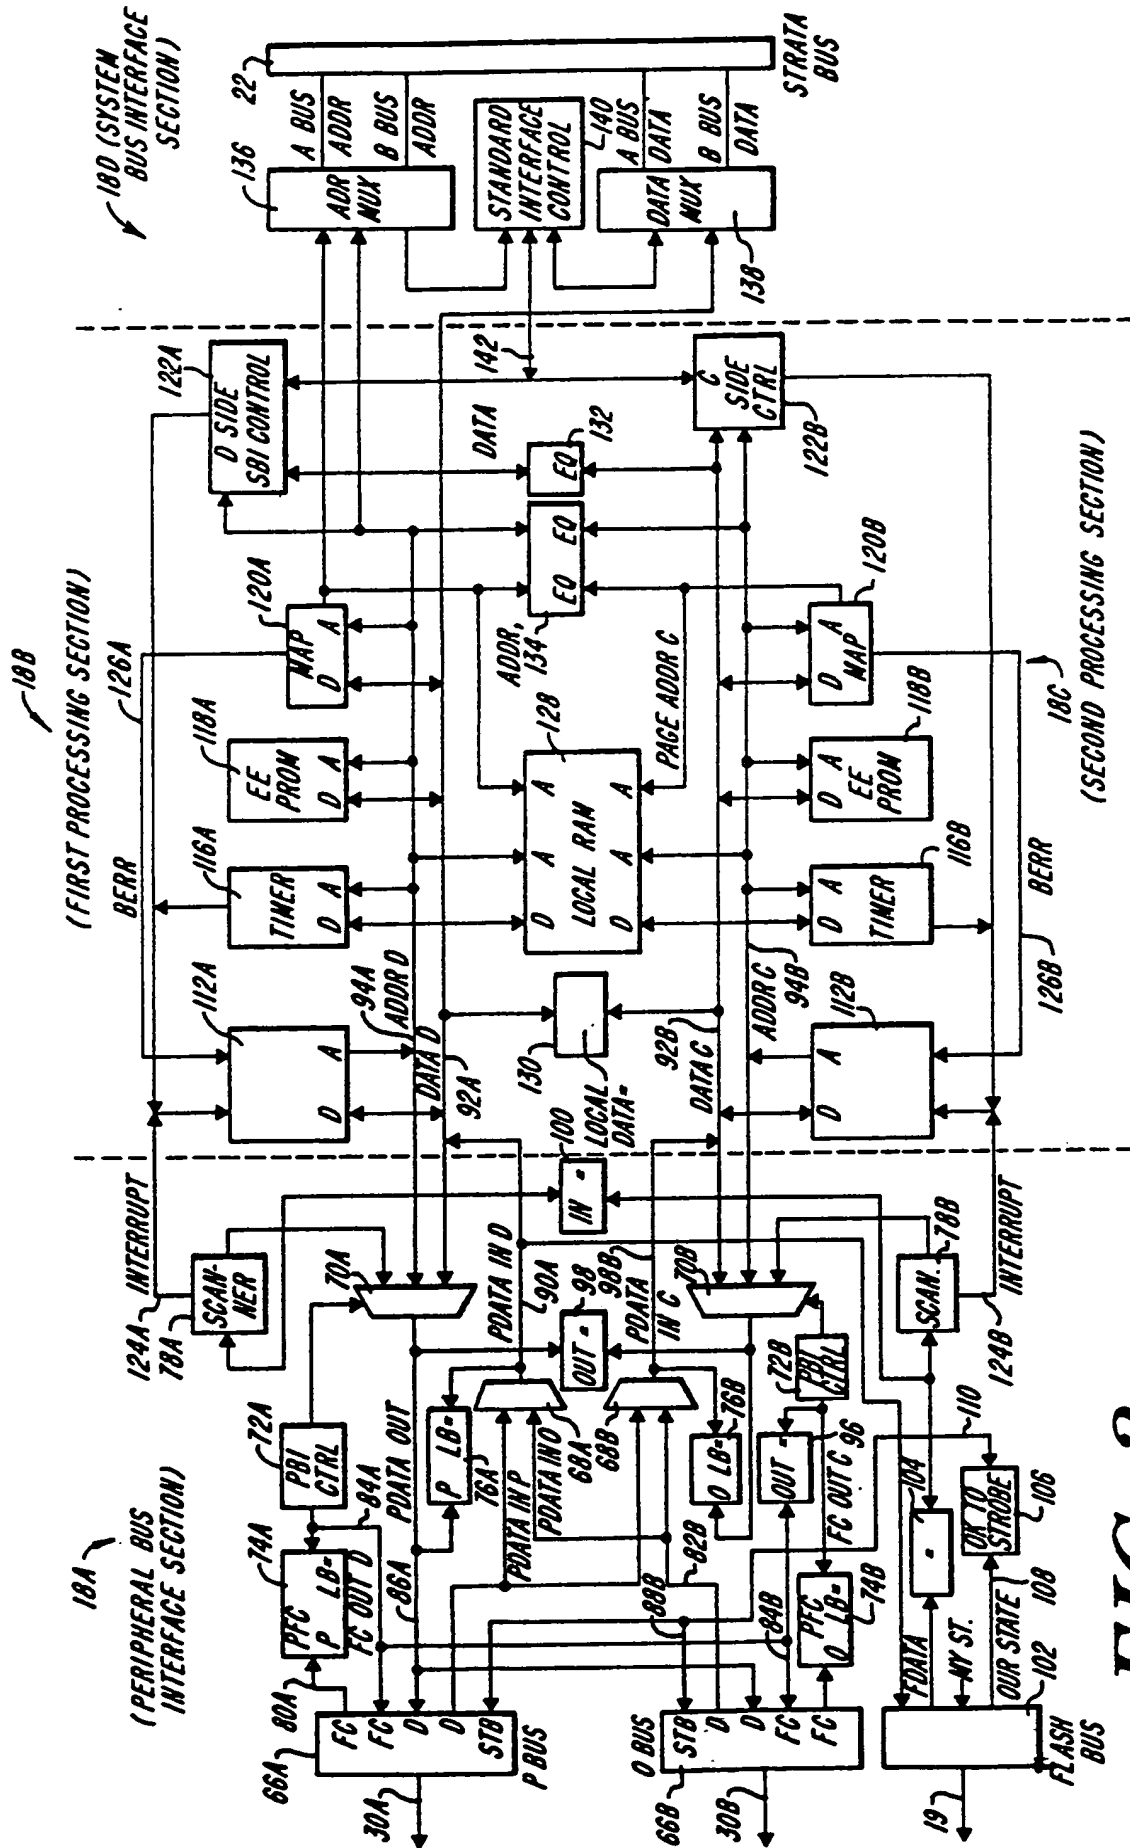 18A
(PERIPHERAL BUS
INTERFACE SECTION)
18B
(FIRST PROCESSING SECTION)
18D (SYSTEM
BUS INTERFACE
SECTION)
124A
INTERRUPT
78A
SCAN-
NER
72A
PBI
CTRL
84A
74A
PFC
P LB=
FC OUT D
86A
PDATA OUT
80A
66A
FC
FC
D
D
STB
P BUS
30A
70A
P LB=
76A
PDATA IN P
PDATA IN O
68A
PDATA IN D
90A
OUT =
98
IN =
100
68B
PDATA
IN C
98B
70B
O LB=
76B
72B
PBI
CTRL
OUT =
96
FC OUT C
82B
88B
84B
PFC
O LB=
74B
O BUS
STB
D
D
FC
FC
66B
30B
78B
SCAN.
INTERRUPT
124B
110
104
=
OK TO
STROBE
106
FDATA
MY ST.
OUR STATE
108
102
FLASH
BUS
19
BERR
126A
112A
D A
94A
ADDR D
DATA D
92A
116A
TIMER
D A
118A
EE
PROM
D A
120A
MAP
D A
122A
D SIDE
SBI CONTROL
130
LOCAL
DATA=
128
D A A
LOCAL RAM
D A A
ADDR,
134
EQ EQ
DATA
EQ
132
142
PAGE ADDR C
92B
DATA C
ADDR C
94B
112B
D A
D A
TIMER
116B
D A
EE
PROM
118B
D A
MAP
120B
C
SIDE
CTRL
122B
BERR
126B
18C
(SECOND PROCESSING SECTION)
136
ADR
MUX
A BUS
ADDR
B BUS
ADDR
22
STANDARD
INTERFACE
CONTROL
140
A BUS
DATA
B BUS
DATA
DATA
MUX
138
STRATA
BUS